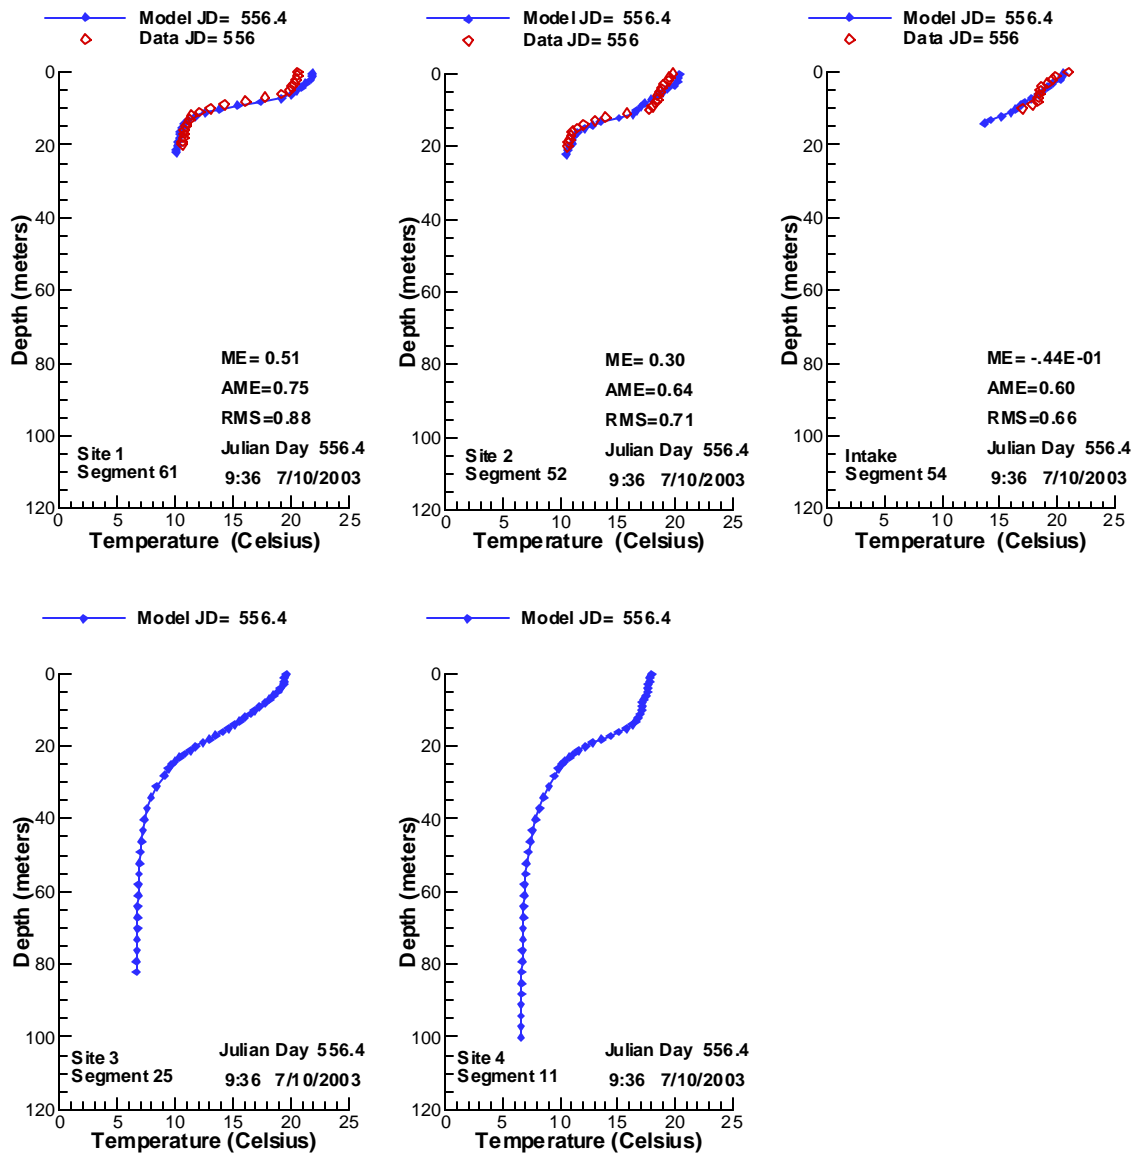 Model JD= 556.4
Data JD= 556
0
20
40
60
80
100
120
Depth (meters)
ME= 0.51
AME=0.75
RMS=0.88
Site 1
Segment 61
Julian Day 556.4
9:36 7/10/2003
0 5 10 15 20 25
Temperature (Celsius)
Model JD= 556.4
Data JD= 556
0
20
40
60
80
100
120
Depth (meters)
ME= 0.30
AME=0.64
RMS=0.71
Site 2
Segment 52
Julian Day 556.4
9:36 7/10/2003
0 5 10 15 20 25
Temperature (Celsius)
Model JD= 556.4
Data JD= 556
0
20
40
60
80
100
120
Depth (meters)
ME= -.44E-01
AME=0.60
RMS=0.66
Intake
Segment 54
Julian Day 556.4
9:36 7/10/2003
0 5 10 15 20 25
Temperature (Celsius)
Model JD= 556.4
0
20
40
60
80
100
120
Depth (meters)
Site 3
Segment 25
Julian Day 556.4
9:36 7/10/2003
0 5 10 15 20 25
Temperature (Celsius)
Model JD= 556.4
0
20
40
60
80
100
120
Depth (meters)
Site 4
Segment 11
Julian Day 556.4
9:36 7/10/2003
0 5 10 15 20 25
Temperature (Celsius)